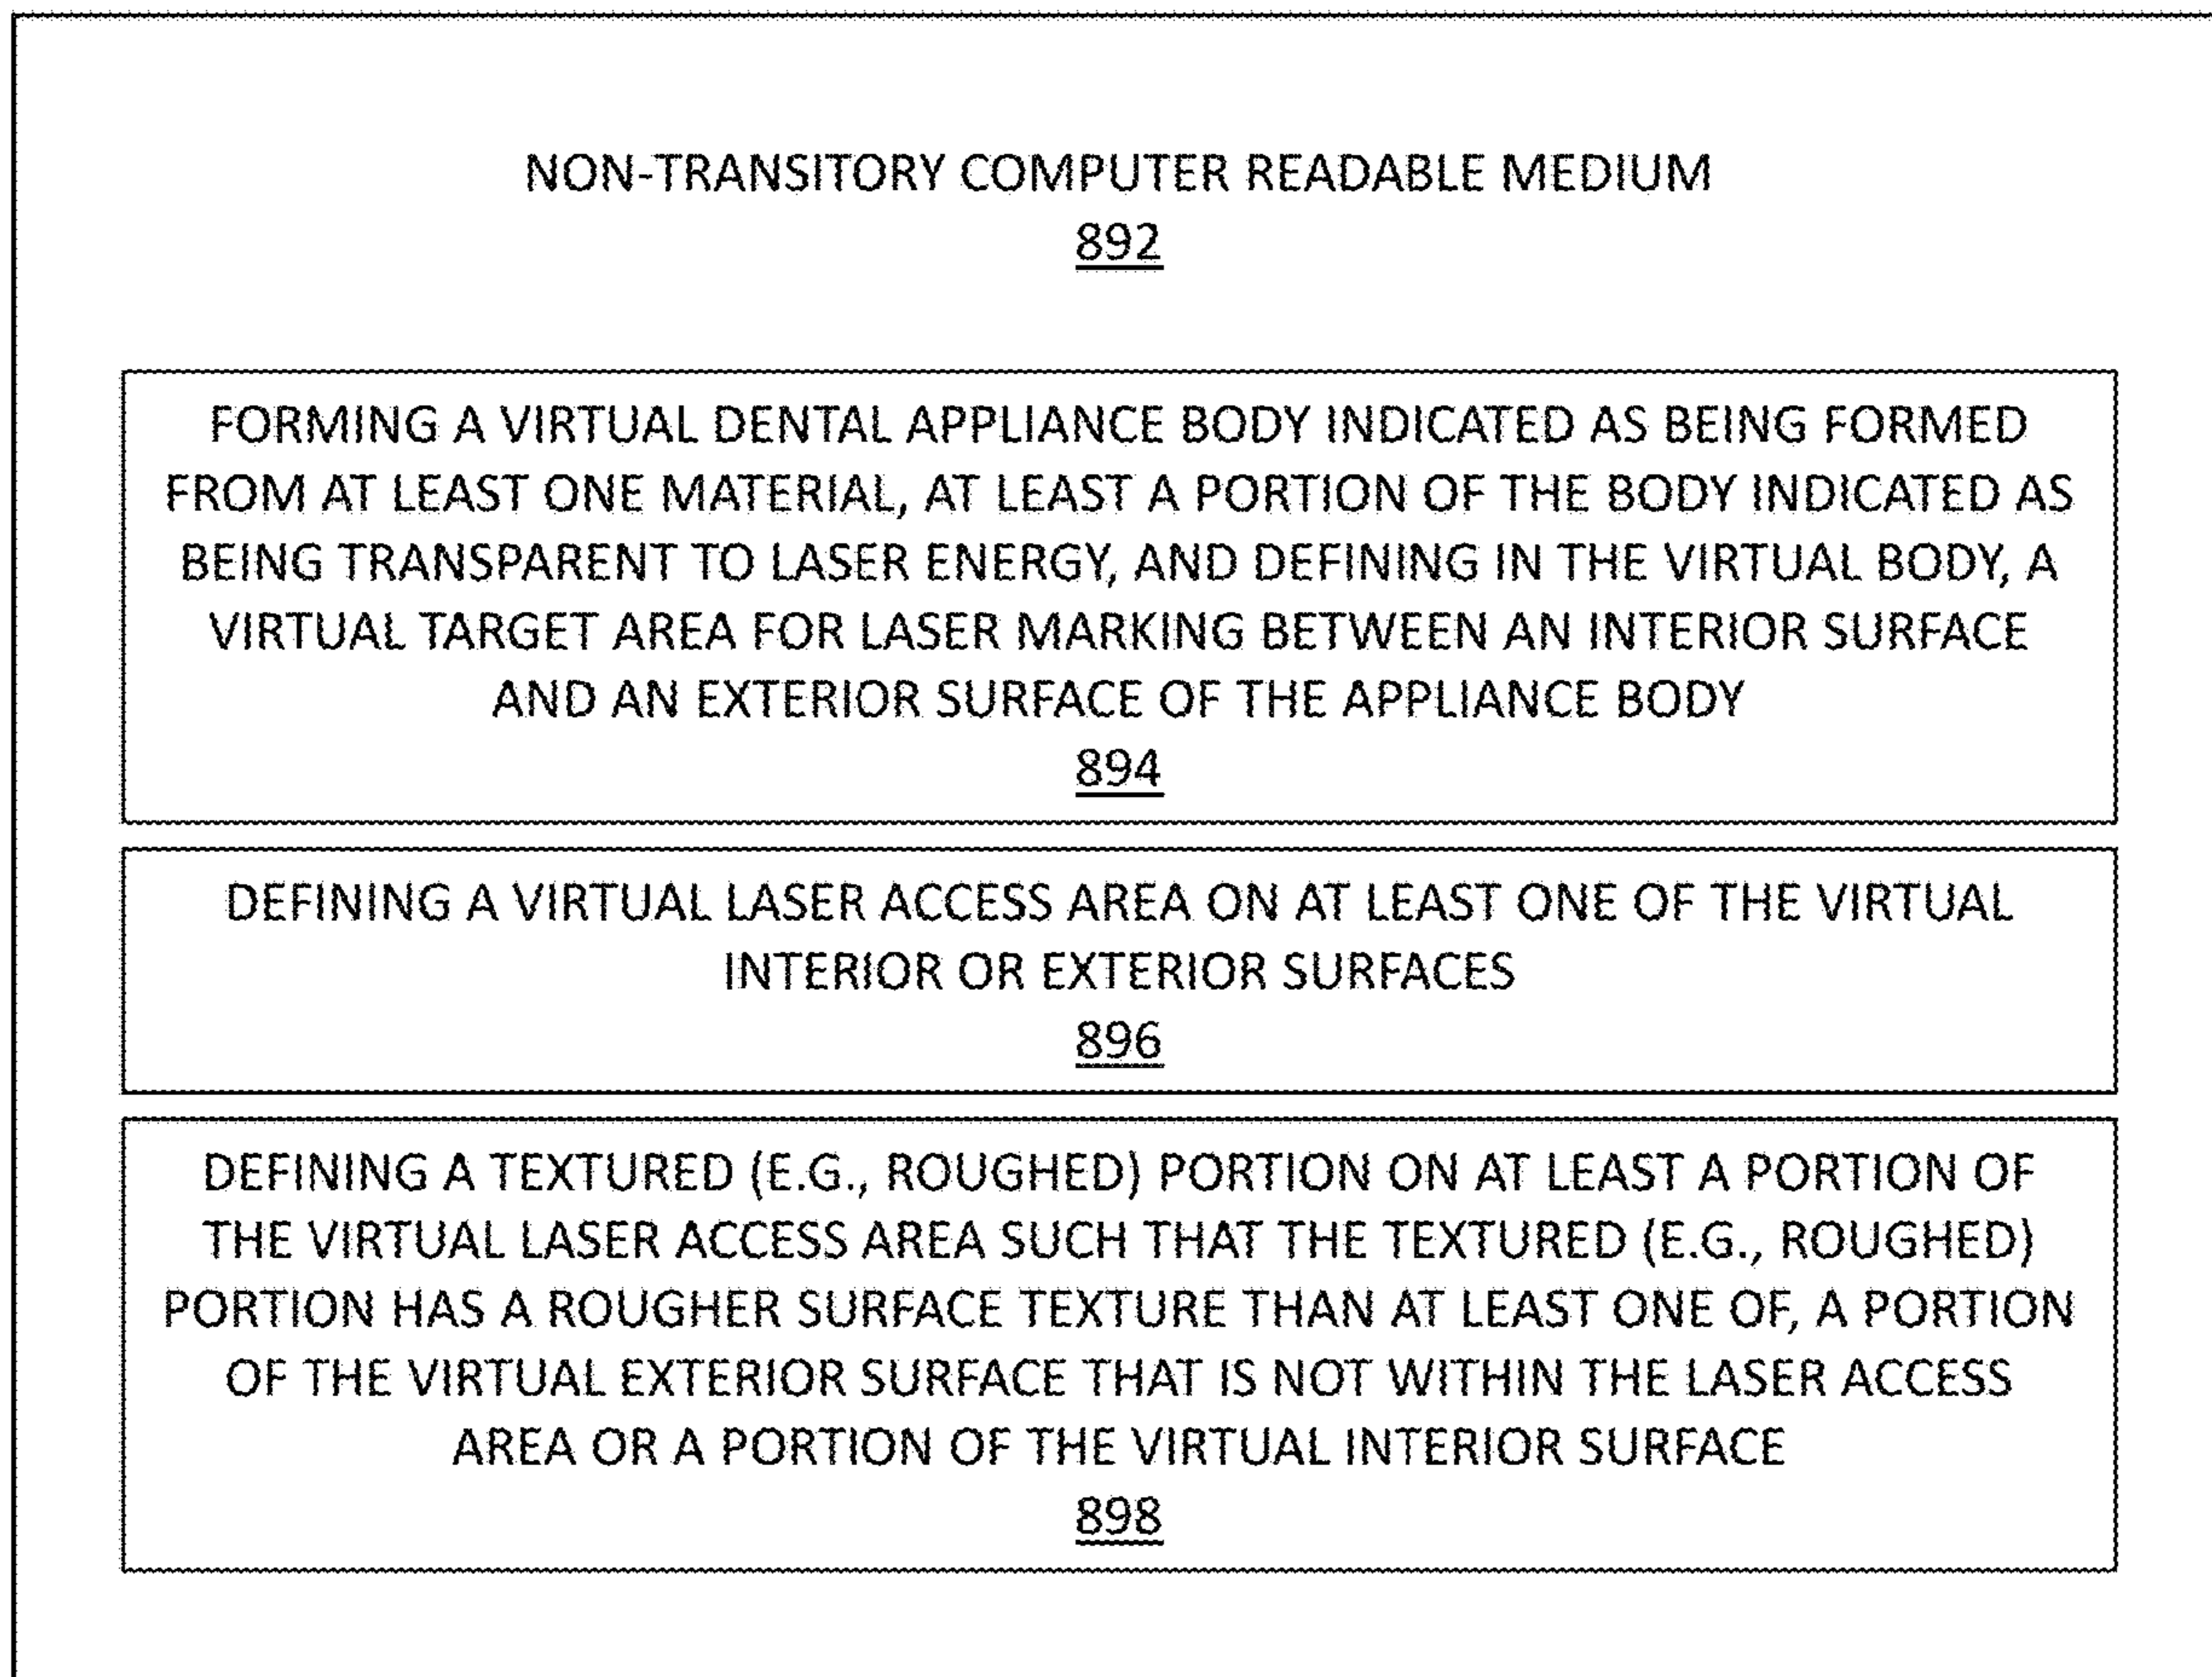 NON-TRANSITORY COMPUTER READABLE MEDIUM
892
FORMING A VIRTUAL DENTAL APPLIANCE BODY INDICATED AS BEING FORMED
FROM AT LEAST ONE MATERIAL, AT LEAST A PORTION OF THE BODY INDICATED AS
BEING TRANSPARENT TO LASER ENERGY, AND DEFINING IN THE VIRTUAL BODY, A
VIRTUAL TARGET AREA FOR LASER MARKING BETWEEN AN INTERIOR SURFACE
AND AN EXTERIOR SURFACE OF THE APPLIANCE BODY
894
DEFINING A VIRTUAL LASER ACCESS AREA ON AT LEAST ONE OF THE VIRTUAL
INTERIOR OR EXTERIOR SURFACES
896
DEFINING A TEXTURED (E.G., ROUGHED) PORTION ON AT LEAST A PORTION OF
THE VIRTUAL LASER ACCESS AREA SUCH THAT THE TEXTURED (E.G., ROUGHED)
PORTION HAS A ROUGHER SURFACE TEXTURE THAN AT LEAST ONE OF, A PORTION
OF THE VIRTUAL EXTERIOR SURFACE THAT IS NOT WITHIN THE LASER ACCESS
AREA OR A PORTION OF THE VIRTUAL INTERIOR SURFACE
898